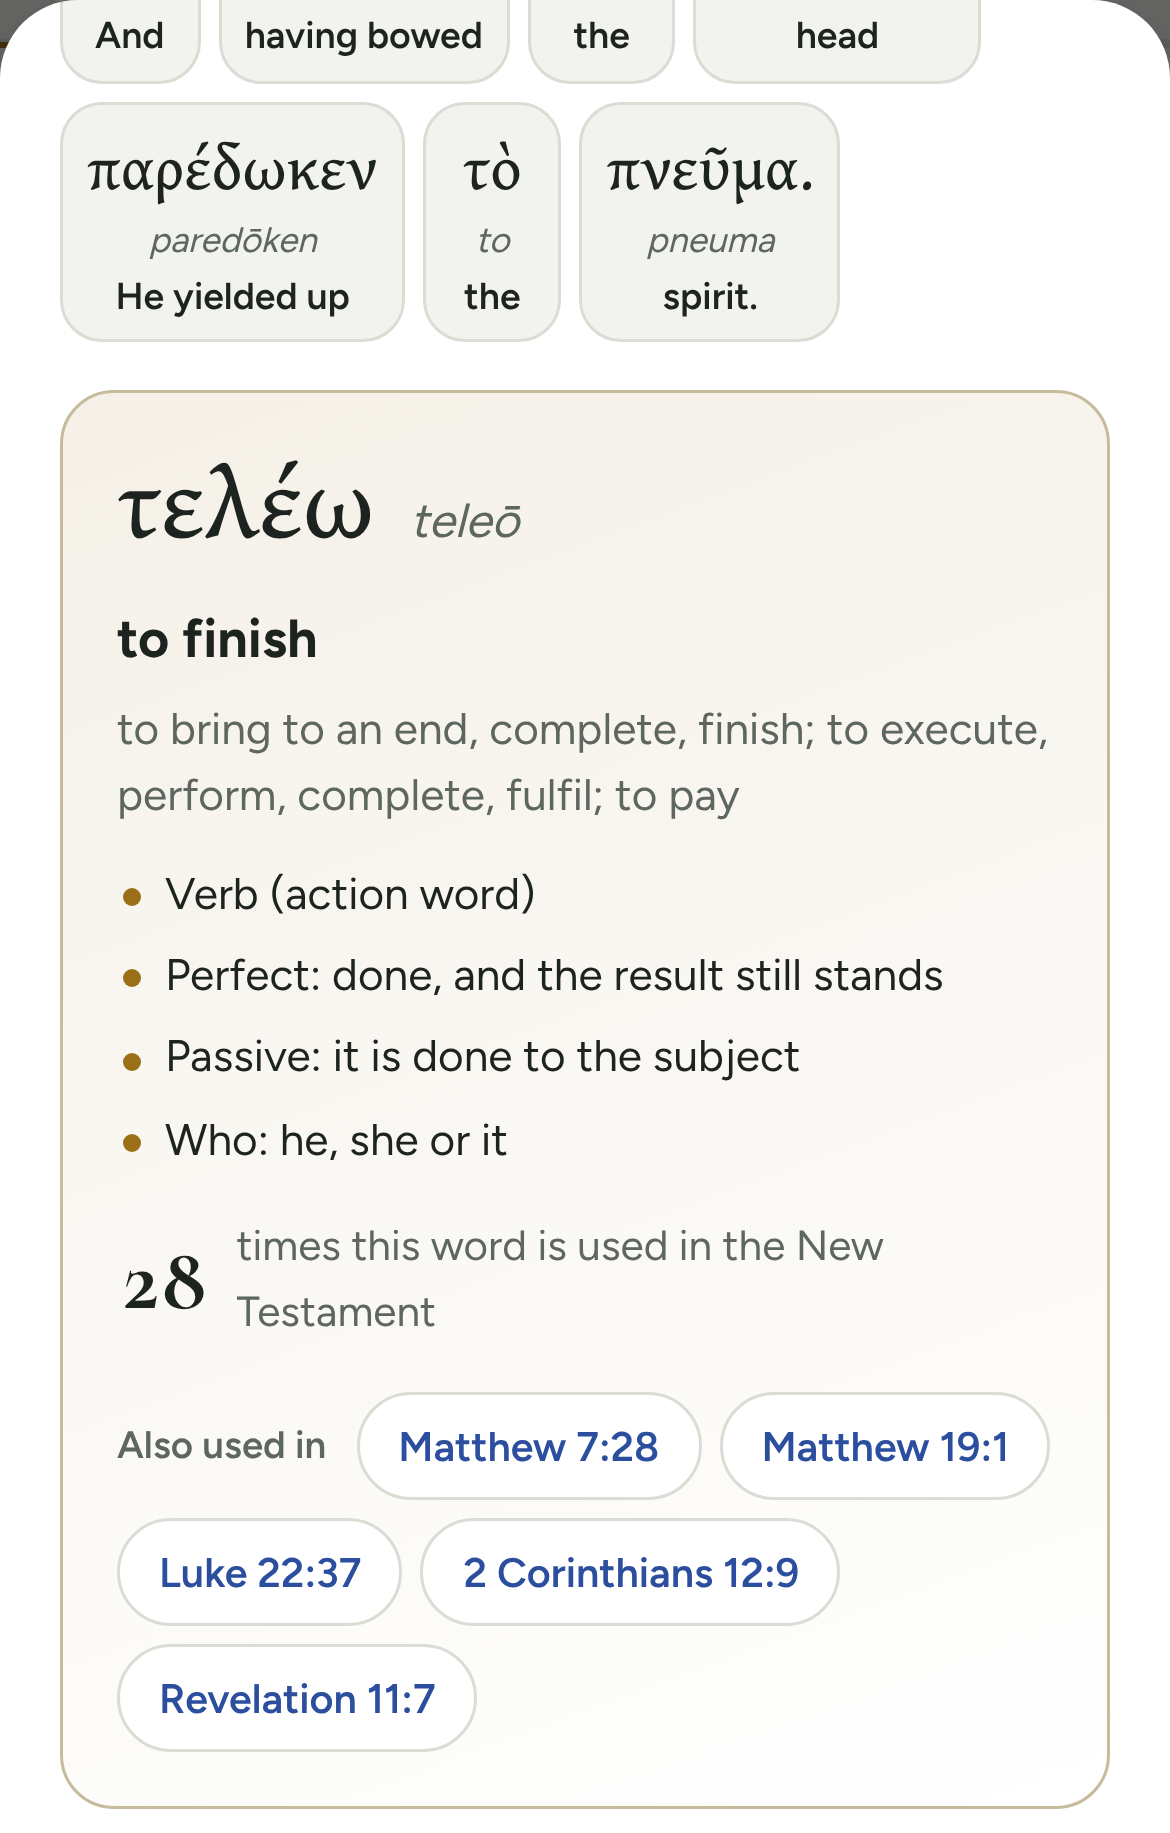 And having bowed the head
παρέδωκεν τὸ πνεῦμα.
paredōken to pneuma
He yielded up the spirit.
τελέω teleō
to finish
to bring to an end, complete, finish; to execute,
perform, complete, fulfil; to pay
Verb (action word)
Perfect: done, and the result still stands
Passive: it is done to the subject
Who: he, she or it
28 times this word is used in the New
Testament
Also used in Matthew 7:28 Matthew 19:1
Luke 22:37 2 Corinthians 12:9
Revelation 11:7